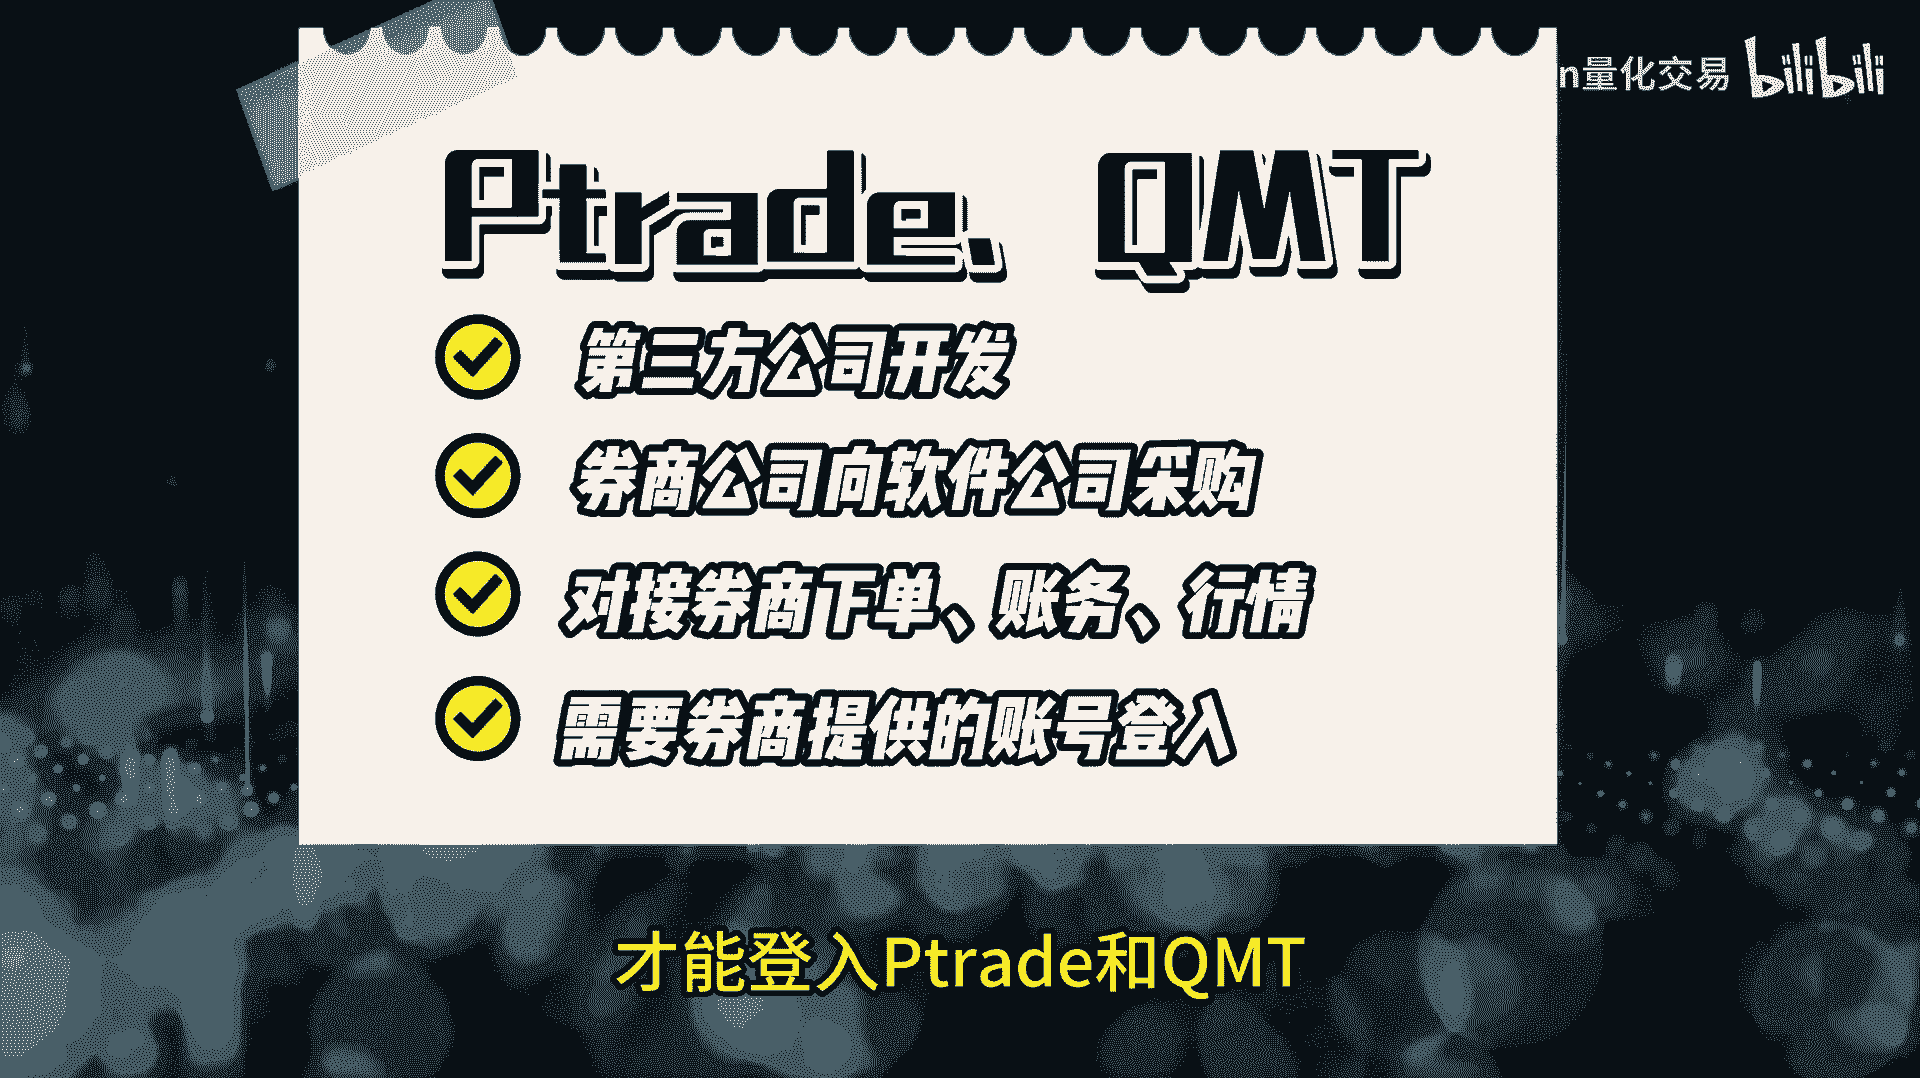 n量化交易 bilibili
Ptrade、QMT
第三方公司开发
券商公司向软件公司采购
对接券商下单、账务、行情
需要券商提供的账号登入
才能登入Ptrade和QMT